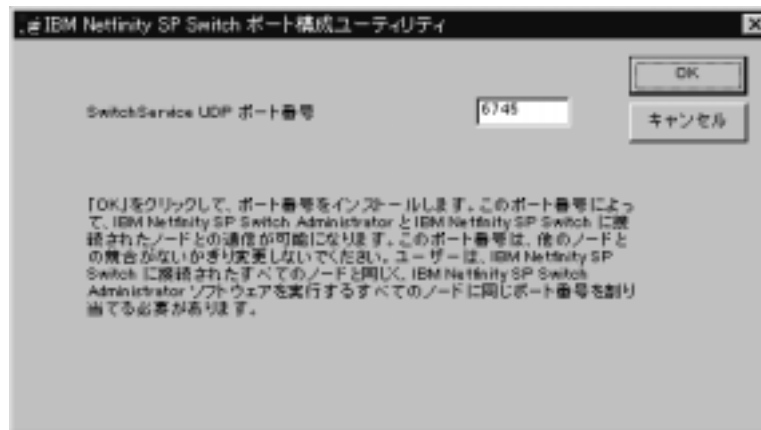 IBM Netfinity SP Switch ポート構成ユーティリティ
OK
SwitchService UDP ポート番号
6745
キャンセル
「OK」をクリックして、ポート番号をインストールします。このポート番号によっ
て、IBM Netfinity SP Switch Administrator と IBM Netfinity SP Switch に接
続されたノードとの通信が可能になります。このポート番号は、他のノードと
の競合がないかぎり変更しないでください。ユーザーは、IBM Netfinity SP
Switch に接続されたすべてのノードと同じく、IBM Netfinity SP Switch
Administrator ソフトウェアを実行するすべてのノードに同じポート番号を割り
当てる必要があります。